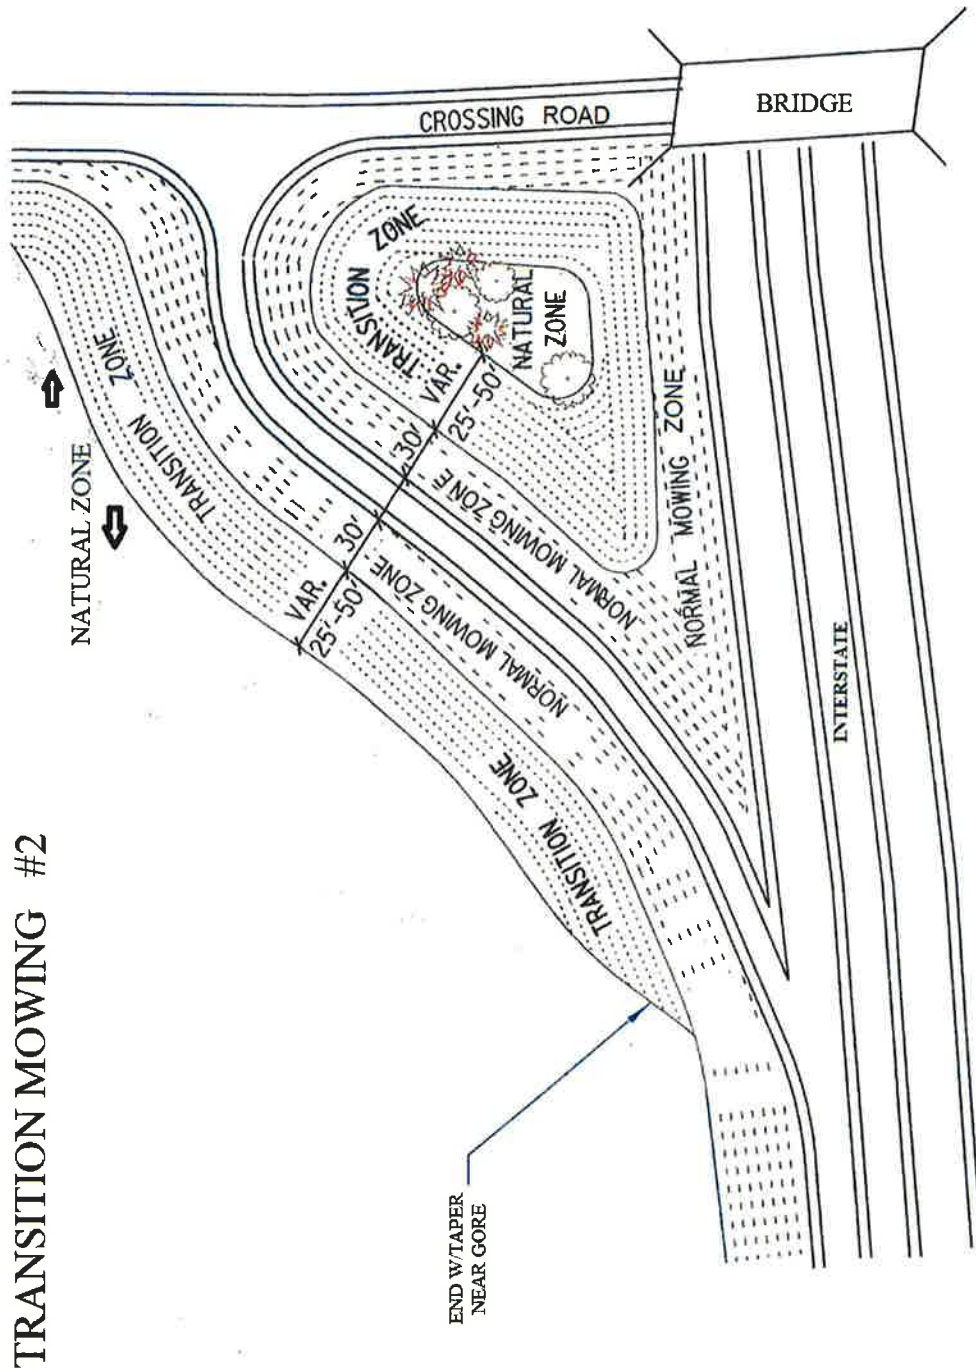 TRANSITION MOWING #2
NATURAL ZONE
TRANSITION ZONE
VAR.
25'-50'
30'
NORMAL MOWING ZONE
TRANSITION ZONE
END W/TAPER
NEAR GORE
CROSSING ROAD
BRIDGE
TRANSITION ZONE
VAR.
25'-50'
30'
NATURAL
ZONE
NORMAL MOWING ZONE
NORMAL MOWING ZONE
INTERSTATE